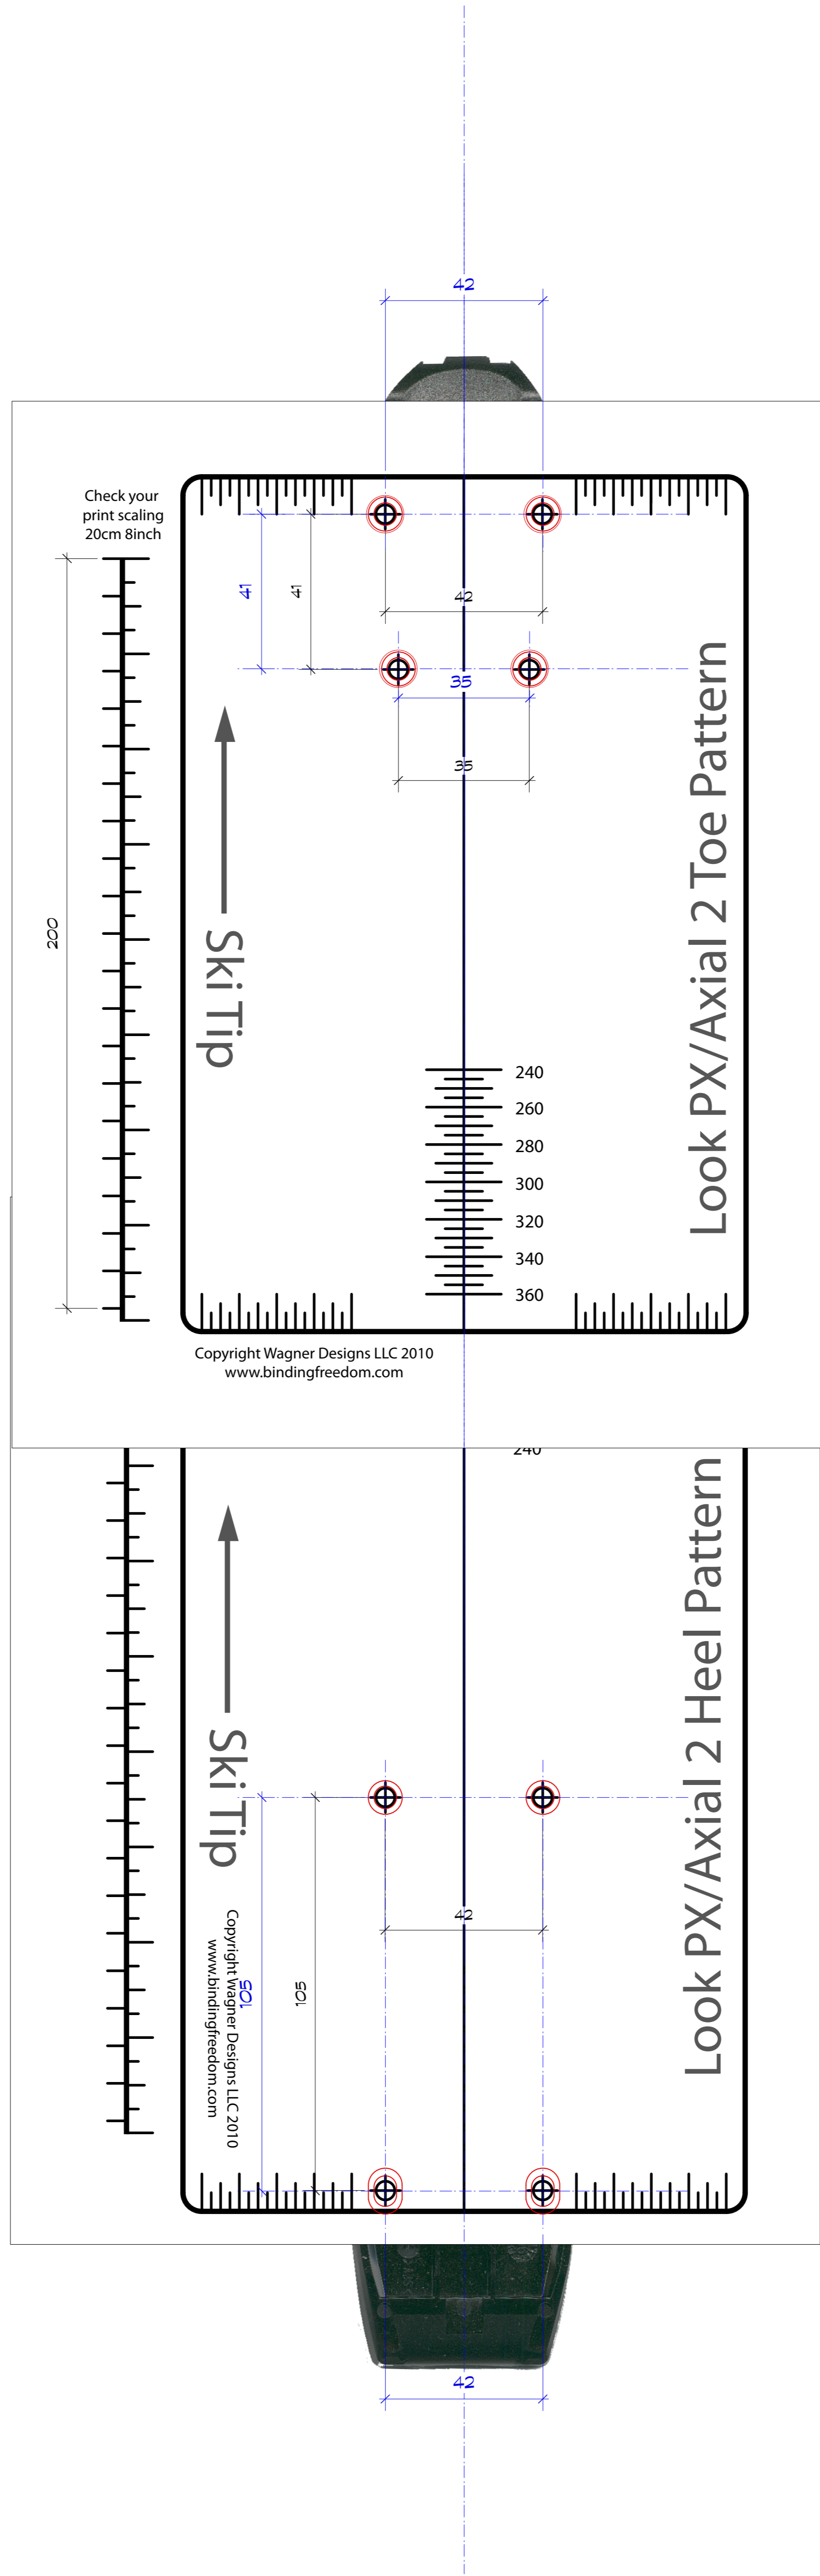 42
Check your
print scaling
20cm 8inch
41
41
42
35
35
200
Look PX/Axial 2 Toe Pattern
Ski Tip
240
260
280
300
320
340
360
Copyright Wagner Designs LLC 2010
www.bindingfreedom.com
240
Look PX/Axial 2 Heel Pattern
Ski Tip
42
105
105
Copyright Wagner Designs LLC 2010
www.bindingfreedom.com
42